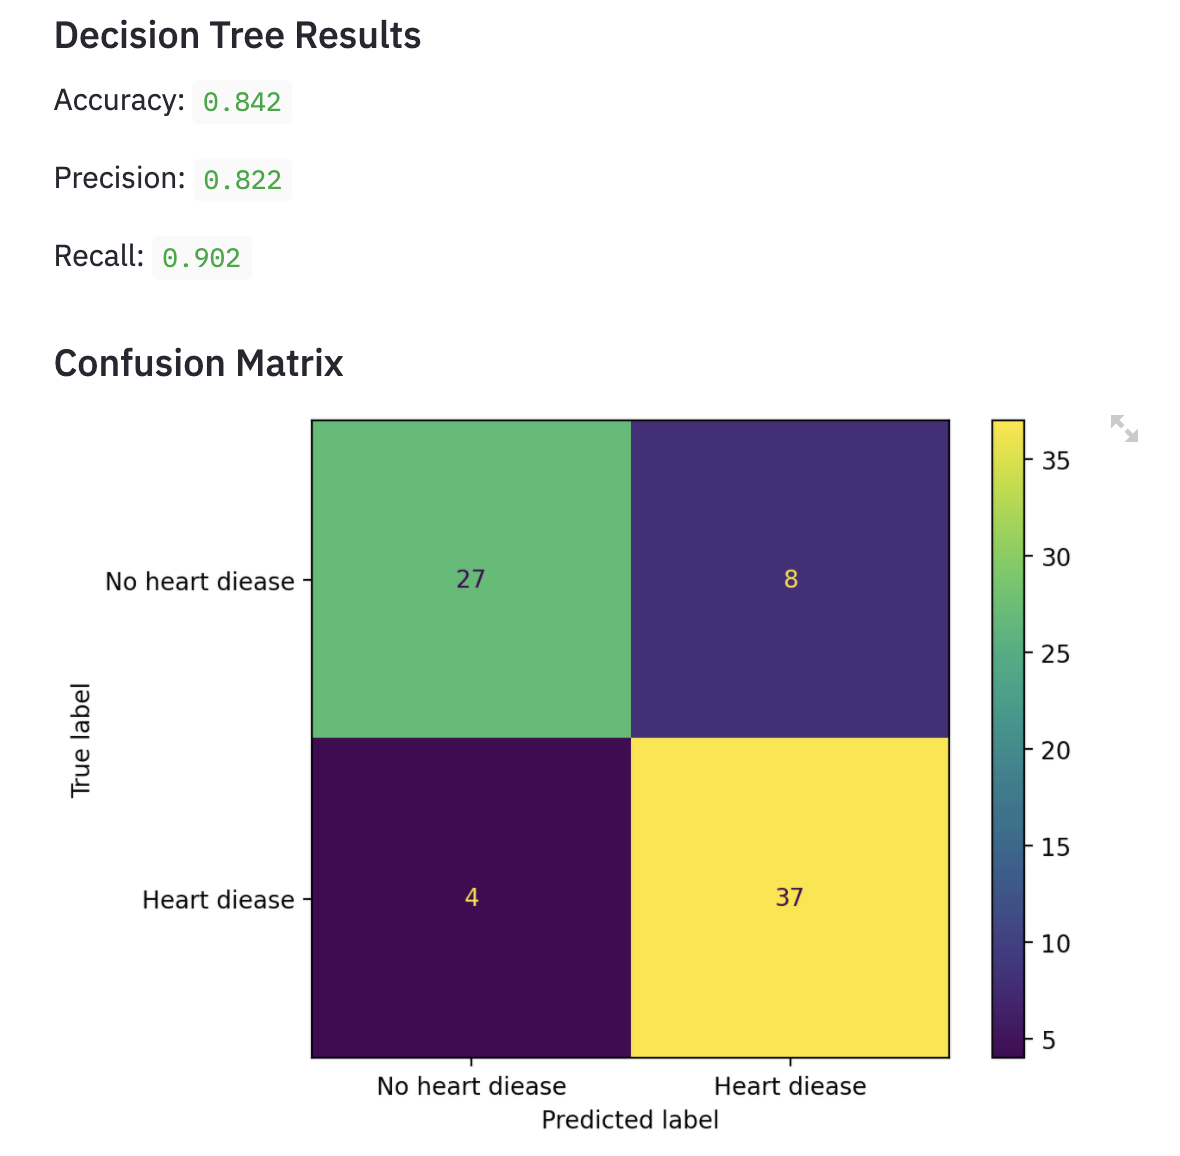 Decision Tree Results
Accuracy: 0.842
Precision: 0.822
Recall: 0.902
Confusion Matrix
No heart diease
27
8
Heart diease
4
37
True label
No heart diease
Heart diease
Predicted label
35
30
25
20
15
10
5